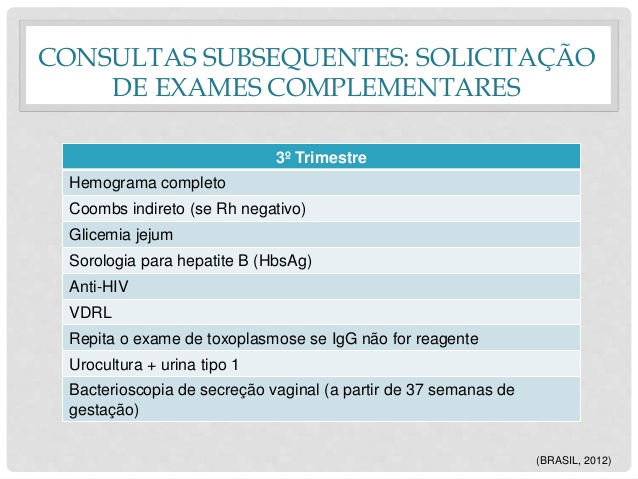 CONSULTAS SUBSEQUENTES: SOLICITAÇÃO
DE EXAMES COMPLEMENTARES
3º Trimestre
Hemograma completo
Coombs indireto (se Rh negativo)
Glicemia jejum
Sorologia para hepatite B (HbsAg)
Anti-HIV
VDRL
Repita o exame de toxoplasmose se IgG não for reagente
Urocultura + urina tipo 1
Bacterioscopia de secreção vaginal (a partir de 37 semanas de
gestação)
(BRASIL, 2012)